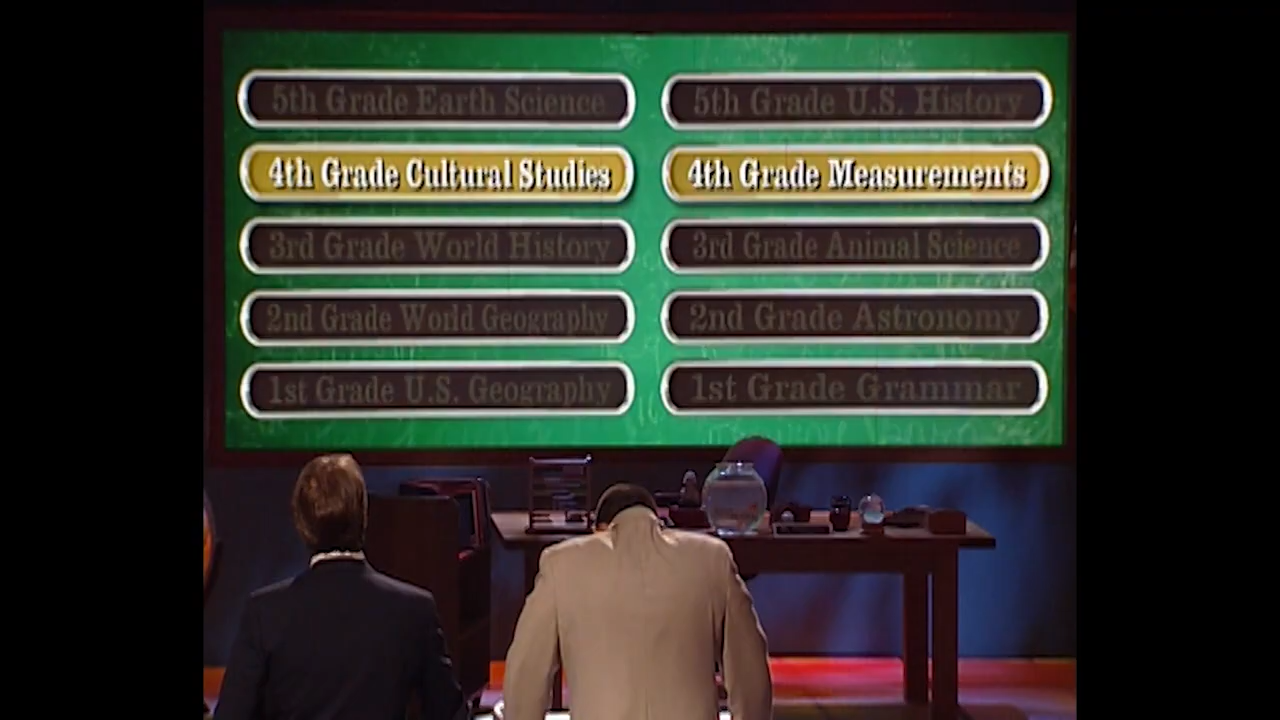 5th Grade Earth Science
5th Grade U.S. History
4th Grade Cultural Studies
4th Grade Measurements
3rd Grade World History
3rd Grade Animal Science
2nd Grade World Geography
2nd Grade Astronomy
1st Grade U.S. Geography
1st Grade Grammar